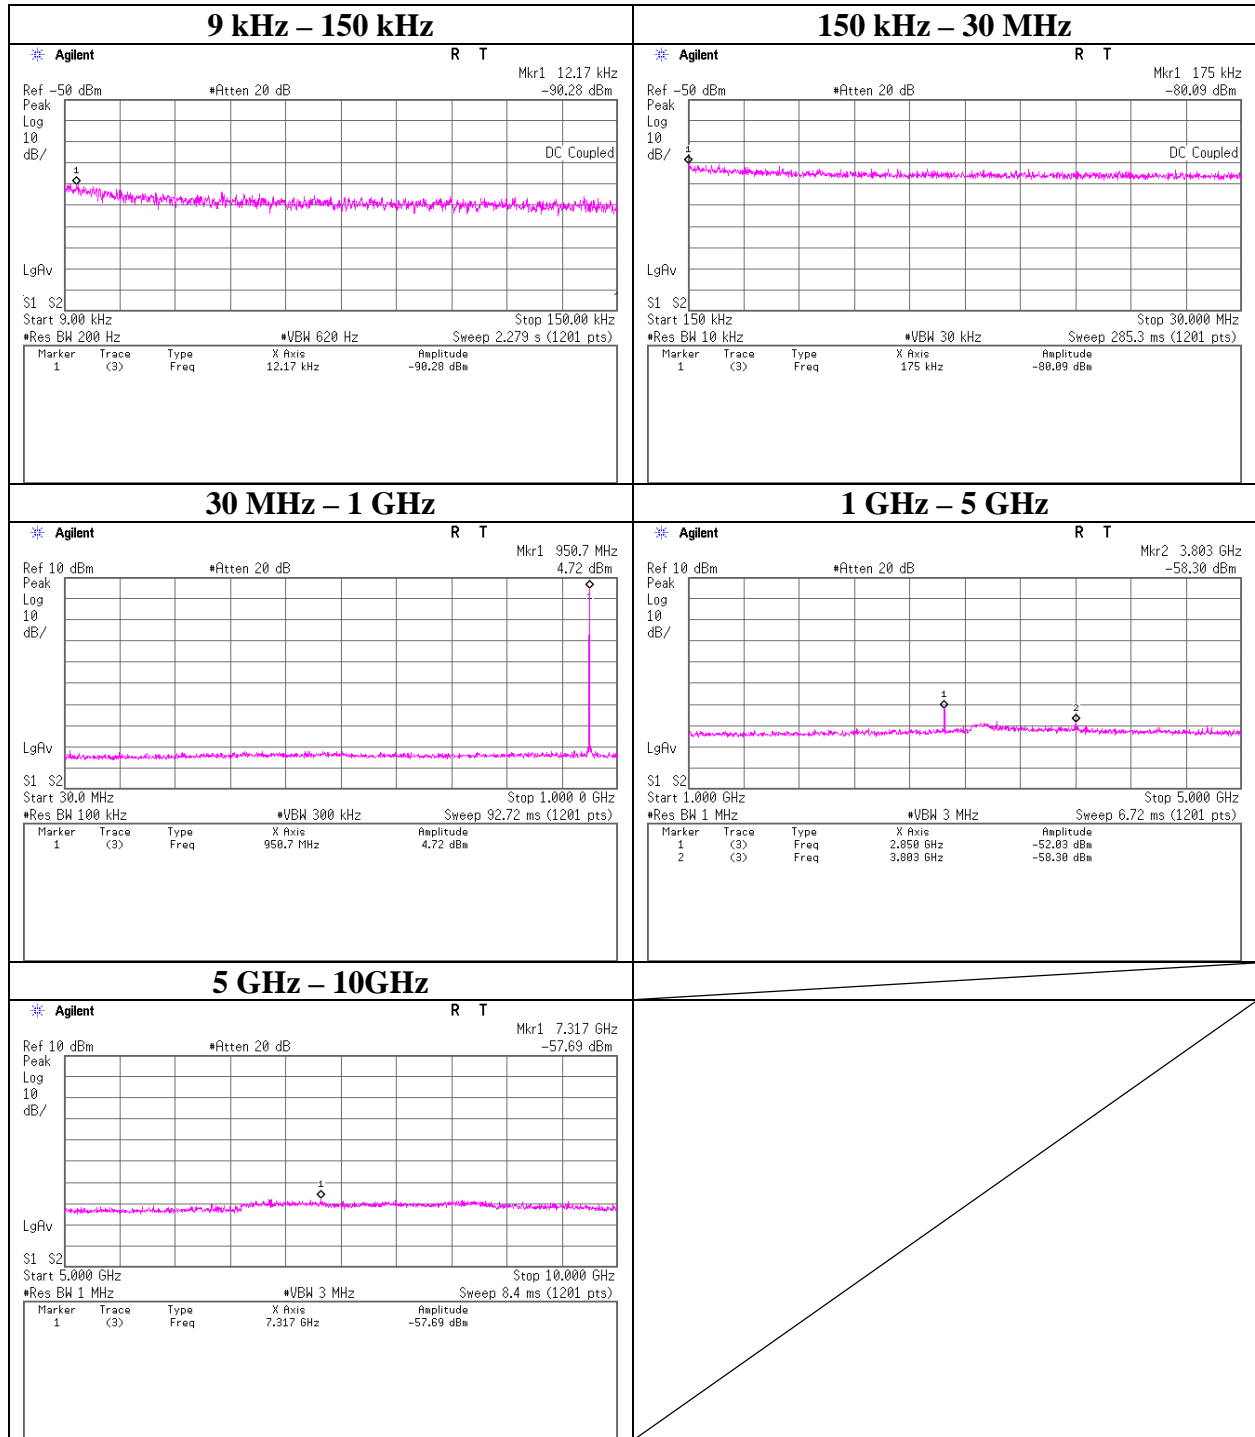 9 kHz – 150 kHz
Agilent R T
Mkr1 12.17 kHz
Ref -50 dBm #Atten 20 dB -90.28 dBm
Peak
Log
10
dB/
DC Coupled
1
LgAv
S1 S2
Start 9.00 kHz Stop 150.00 kHz
#Res BW 200 Hz #VBW 620 Hz Sweep 2.279 s (1201 pts)
Marker Trace Type X Axis Amplitude
1 (3) Freq 12.17 kHz -90.28 dBm
150 kHz – 30 MHz
Agilent R T
Mkr1 175 kHz
Ref -50 dBm #Atten 20 dB -80.09 dBm
Peak
Log
10
dB/
DC Coupled
1
LgAv
S1 S2
Start 150 kHz Stop 30.000 MHz
#Res BW 10 kHz #VBW 30 kHz Sweep 285.3 ms (1201 pts)
Marker Trace Type X Axis Amplitude
1 (3) Freq 175 kHz -80.09 dBm
30 MHz – 1 GHz
Agilent R T
Mkr1 950.7 MHz
Ref 10 dBm #Atten 20 dB 4.72 dBm
Peak
Log
10
dB/
1
LgAv
S1 S2
Start 30.0 MHz Stop 1.000 0 GHz
#Res BW 100 kHz #VBW 300 kHz Sweep 92.72 ms (1201 pts)
Marker Trace Type X Axis Amplitude
1 (3) Freq 950.7 MHz 4.72 dBm
1 GHz – 5 GHz
Agilent R T
Mkr2 3.803 GHz
Ref 10 dBm #Atten 20 dB -58.30 dBm
Peak
Log
10
dB/
1
2
LgAv
S1 S2
Start 1.000 GHz Stop 5.000 GHz
#Res BW 1 MHz #VBW 3 MHz Sweep 6.72 ms (1201 pts)
Marker Trace Type X Axis Amplitude
1 (3) Freq 2.850 GHz -52.03 dBm
2 (3) Freq 3.803 GHz -58.30 dBm
5 GHz – 10GHz
Agilent R T
Mkr1 7.317 GHz
Ref 10 dBm #Atten 20 dB -57.69 dBm
Peak
Log
10
dB/
1
LgAv
S1 S2
Start 5.000 GHz Stop 10.000 GHz
#Res BW 1 MHz #VBW 3 MHz Sweep 8.4 ms (1201 pts)
Marker Trace Type X Axis Amplitude
1 (3) Freq 7.317 GHz -57.69 dBm